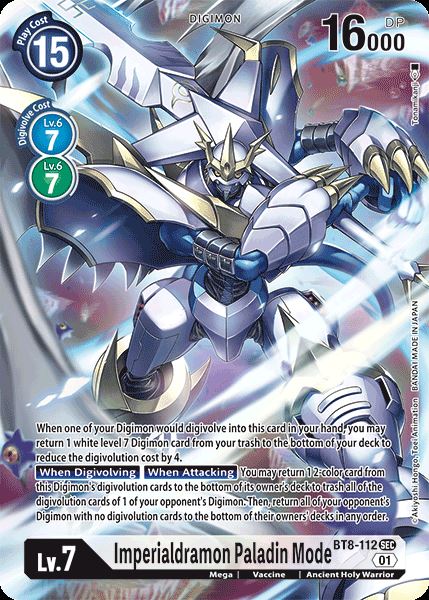 Play Cost
15
DIGIMON
DP
16000
Digivolve Cost
Lv.6
7
Lv.6
7
Tonamikanji
When one of your Digimon would digivolve into this card in your hand, you may
return 1 white level 7 Digimon card from your trash to the bottom of your deck to
reduce the digivolution cost by 4.
When Digivolving When Attacking You may return 1 2-color card from
this Digimon's digivolution cards to the bottom of its owner's deck to trash all of the
digivolution cards of 1 of your opponent's Digimon. Then, return all of your opponent's
Digimon with no digivolution cards to the bottom of their owners' decks in any order.
©Akiyoshi Hongo, Toei Animation BANDAI MADE IN JAPAN
Lv.7
Imperialdramon Paladin Mode
BT8-112 SEC
01
Mega | Vaccine | Ancient Holy Warrior